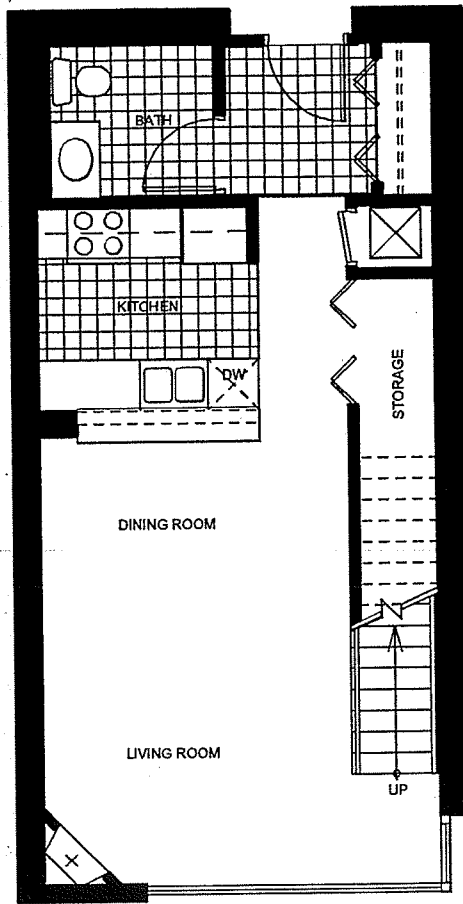 BATH
KITCHEN
DW
STORAGE
DINING ROOM
LIVING ROOM
UP